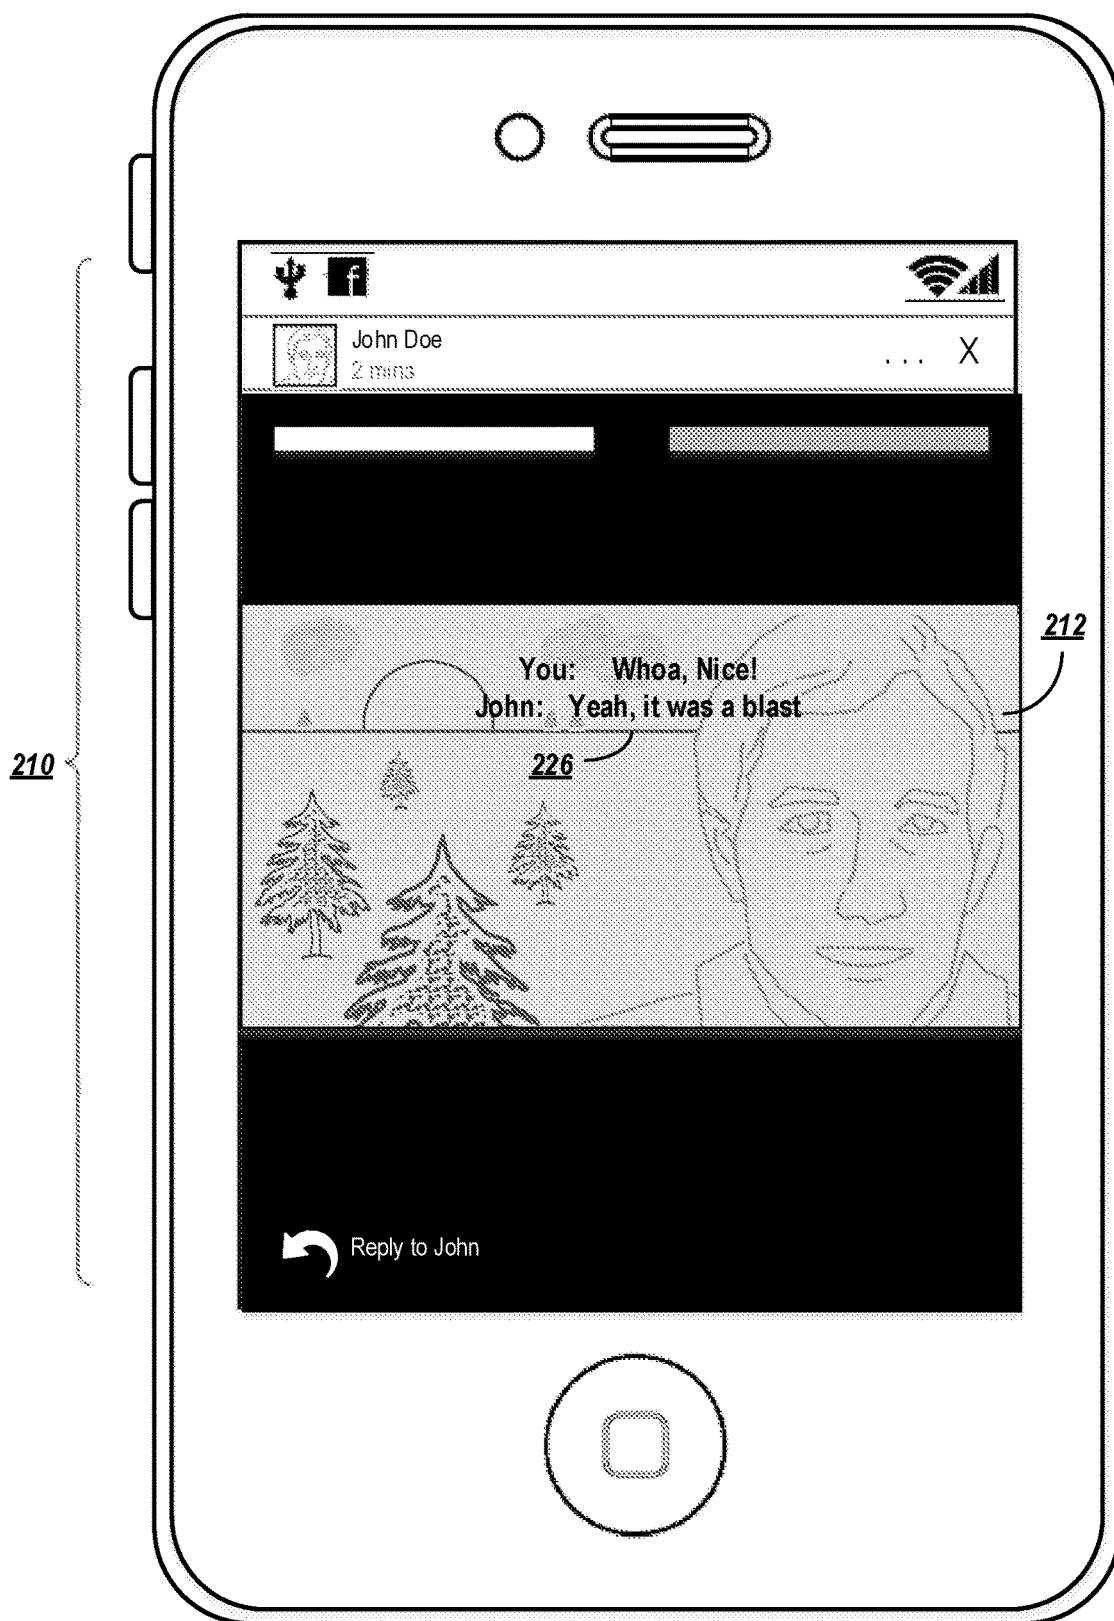 f
John Doe
2 mins
. . . X
212
You: Whoa, Nice!
John: Yeah, it was a blast
210
226
Reply to John